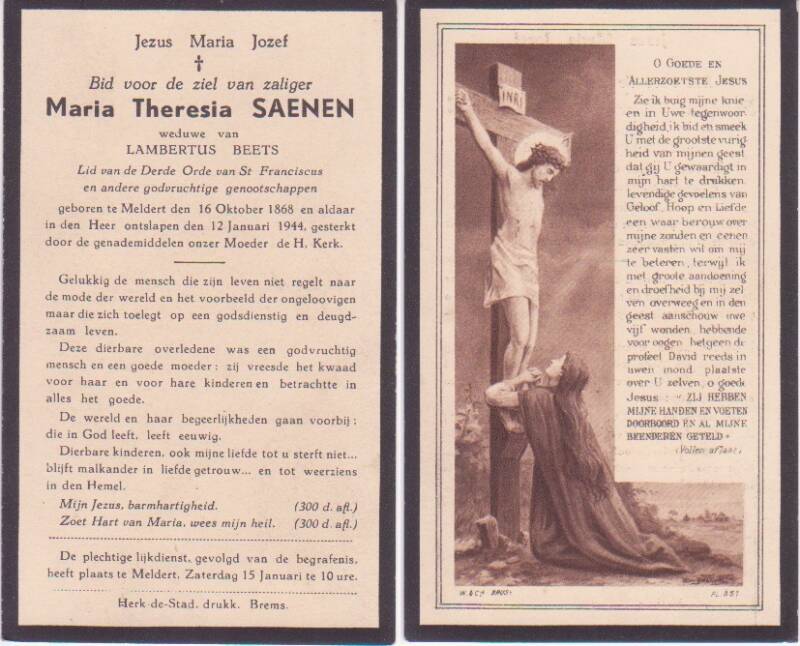 Jezus Maria Jozef
✝
Bid voor de ziel van zaliger
Maria Theresia SAENEN
weduwe van
LAMBERTUS BEETS
Lid van de Derde Orde van St Franciscus
en andere godvruchtige genootschappen
geboren te Meldert den 16 Oktober 1868 en aldaar
in den Heer ontslapen den 12 Januari 1944, gesterkt
door de genademiddelen onzer Moeder de H. Kerk.
Gelukkig de mensch die zijn leven niet regelt naar
de mode der wereld en het voorbeeld der ongeloovigen
maar die zich toelegt op een godsdienstig en deugd-
zaam leven.
Deze dierbare overledene was een godvruchtig
mensch en een goede moeder : zij vreesde het kwaad
voor haar en voor hare kinderen en betrachtte in
alles het goede.
De wereld en haar begeerlijkheden gaan voorbij ;
die in God leeft, leeft eeuwig.
Dierbare kinderen, ook mijne liefde tot u sterft niet...
blijft malkander in liefde getrouw... en tot weerziens
in den Hemel.
Mijn Jezus, barmhartigheid. (300 d. afl.)
Zoet Hart van Maria, wees mijn heil. (300 d. afl.)
De plechtige lijkdienst, gevolgd van de begrafenis,
heeft plaats te Meldert, Zaterdag 15 Januari te 10 ure.
Herk-de-Stad, drukk. Brems.
INRI
O GOEDE EN
ALLERZOETSTE JESUS
Zie ik buig mijne knie
en in Uwe tegenwoor
digheid, ik bid en smeek
U met de grootste vurig
heid van mijnen geest
dat gij U gewaardigt in
mijn hart te drukken
levendige gevoelens van
Geloof, Hoop en Liefde
een waar berouw over
mijne zonden en eenen
zeer vasten wil om mij
te beteren, terwijl ik
met groote aandoening
en droefheid bij mij zel
ven overweeg en in den
geest aanschouw uwe
vijf wonden, hebbende
voor oogen hetgeen de
profeet David reeds in
uwen mond plaatste
over U zelven, o goede
Jesus : "ZIJ HEBBEN
MIJNE HANDEN EN VOETEN
DOORBOORD EN AL MIJNE
BEENDEREN GETELD"
(Vollen aflaat)
W. & Co BRUS.
PL. 851